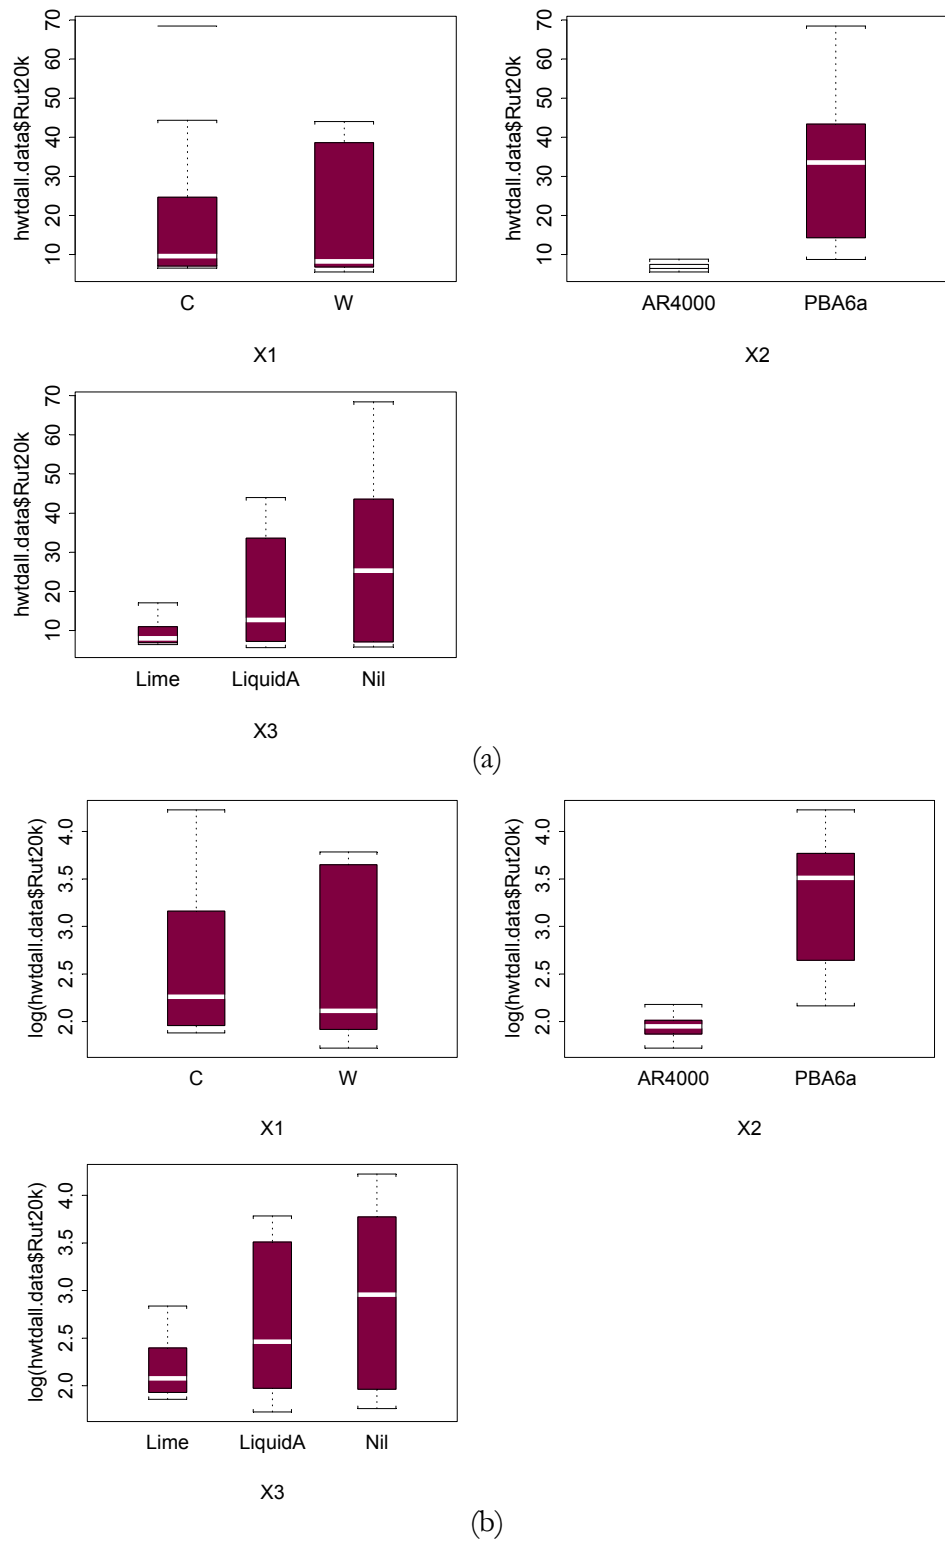 hwtdall.data$Rut20k
10 20 30 40 50 60 70
C W
X1
hwtdall.data$Rut20k
10 20 30 40 50 60 70
AR4000 PBA6a
X2
hwtdall.data$Rut20k
10 20 30 40 50 60 70
Lime LiquidA Nil
X3
(a)
log(hwtdall.data$Rut20k)
2.0 2.5 3.0 3.5 4.0
C W
X1
log(hwtdall.data$Rut20k)
2.0 2.5 3.0 3.5 4.0
AR4000 PBA6a
X2
log(hwtdall.data$Rut20k)
2.0 2.5 3.0 3.5 4.0
Lime LiquidA Nil
X3
(b)